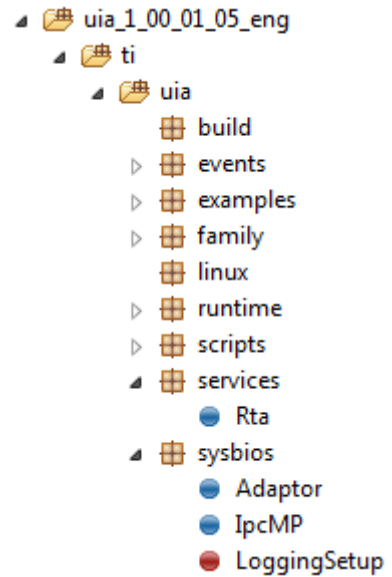 uia_1_00_01_05_eng
ti
uia
build
events
examples
family
linux
runtime
scripts
services
Rta
sysbios
Adaptor
IpcMP
LoggingSetup